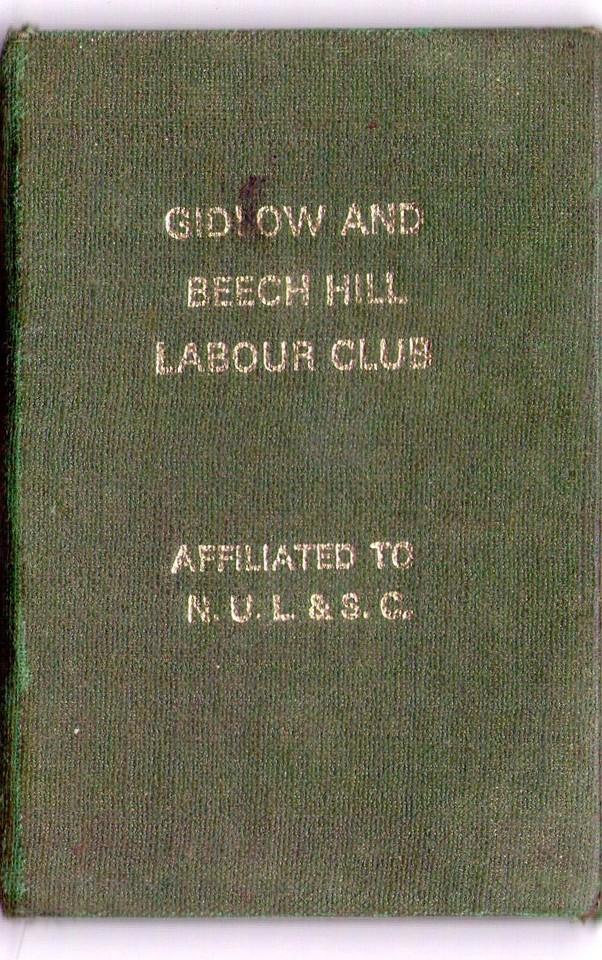 GIDLOW AND
BEECH HILL
LABOUR CLUB
AFFILIATED TO
N. U. L. & S. C.